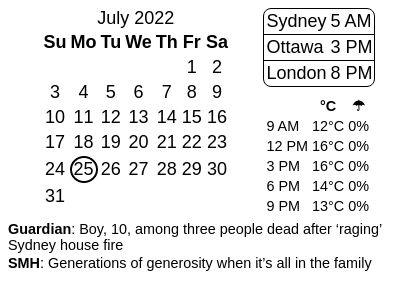 July 2022
Su Mo Tu We Th Fr Sa
1 2
3 4 5 6 7 8 9
10 11 12 13 14 15 16
17 18 19 20 21 22 23
24 25 26 27 28 29 30
31
Sydney 5 AM
Ottawa 3 PM
London 8 PM
°C ☂
9 AM 12°C 0%
12 PM 16°C 0%
3 PM 16°C 0%
6 PM 14°C 0%
9 PM 13°C 0%
Guardian: Boy, 10, among three people dead after ‘raging’
Sydney house fire
SMH: Generations of generosity when it’s all in the family